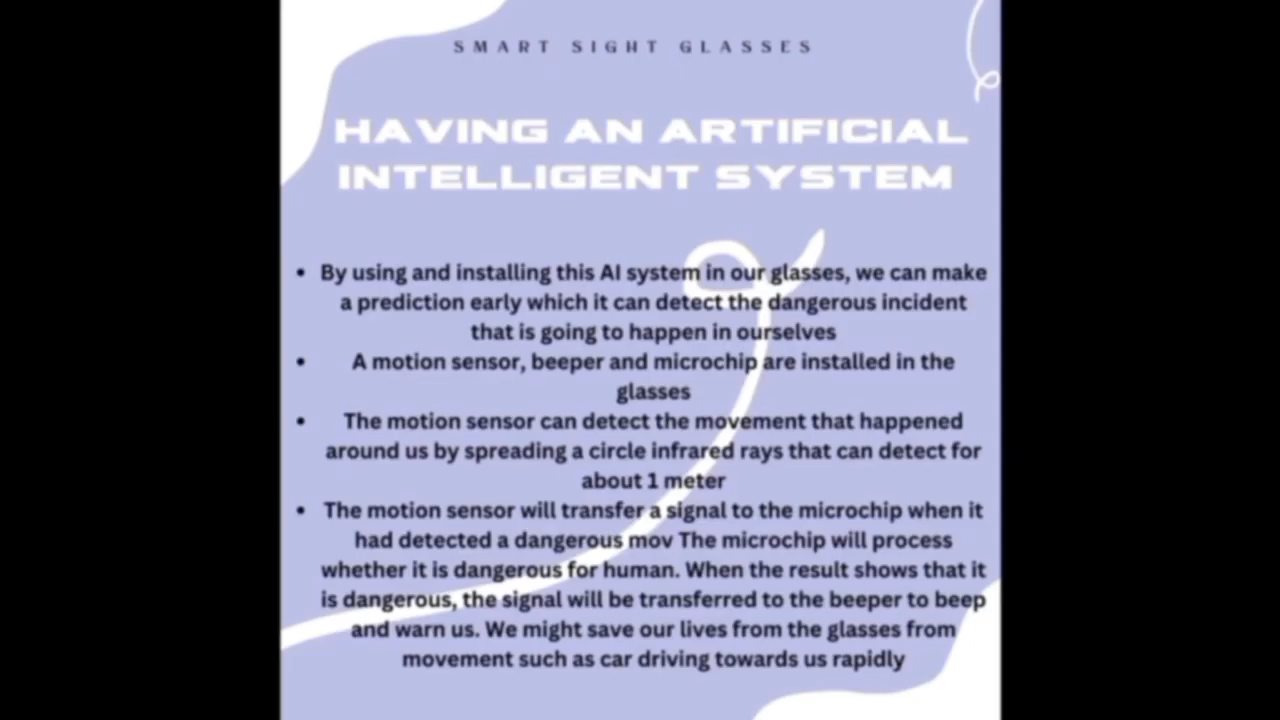 SMART SIGHT GLASSES
HAVING AN ARTIFICIAL
INTELLIGENT SYSTEM
• By using and installing this AI system in our glasses, we can make
a prediction early which it can detect the dangerous incident
that is going to happen in ourselves
• A motion sensor, beeper and microchip are installed in the
glasses
• The motion sensor can detect the movement that happened
around us by spreading a circle infrared rays that can detect for
about 1 meter
• The motion sensor will transfer a signal to the microchip when it
had detected a dangerous mov The microchip will process
whether it is dangerous for human. When the result shows that it
is dangerous, the signal will be transferred to the beeper to beep
and warn us. We might save our lives from the glasses from
movement such as car driving towards us rapidly